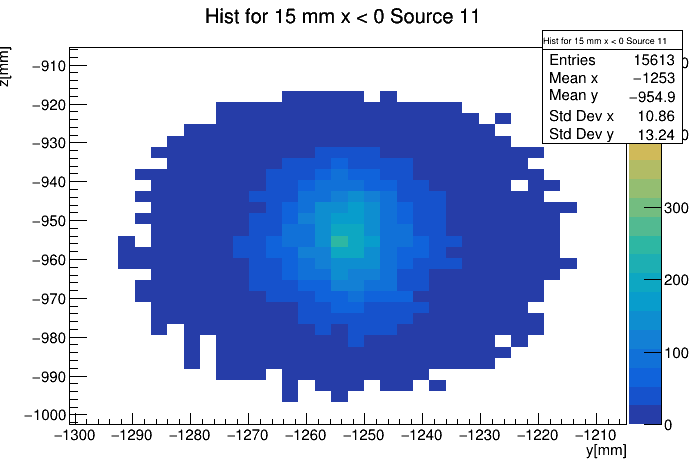 Hist for 15 mm x < 0 Source 11
z[mm]
Hist for 15 mm x < 0 Source 11
Entries 15613
Mean x −1253
Mean y −954.9
Std Dev x 10.86
Std Dev y 13.24
−910
−920
−930
−940
−950
−960
−970
−980
−990
−1000
0
0
300
200
100
0
−1300 −1290 −1280 −1270 −1260 −1250 −1240 −1230 −1220 −1210
y[mm]